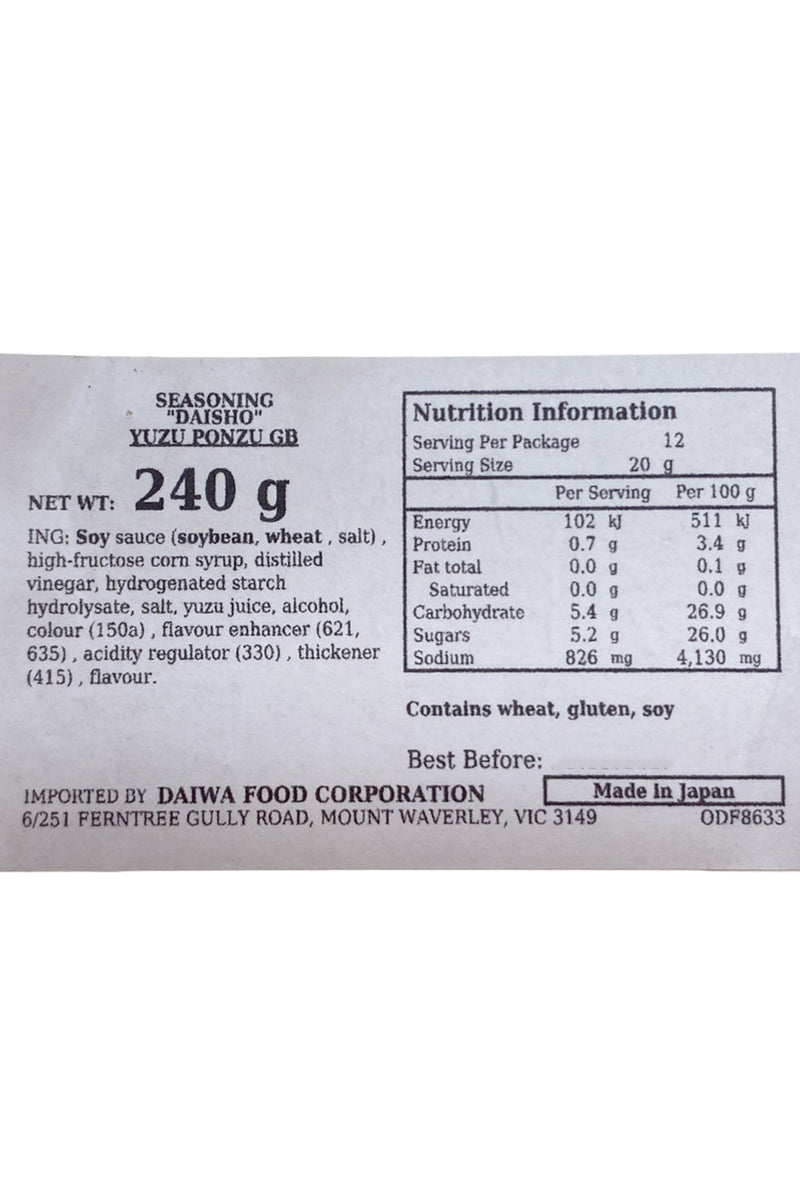 SEASONING
"DAISHO"
YUZU PONZU GB
NET WT: 240 g
ING: Soy sauce (soybean, wheat , salt) ,
high-fructose corn syrup, distilled
vinegar, hydrogenated starch
hydrolysate, salt, yuzu juice, alcohol,
colour (150a) , flavour enhancer (621,
635) , acidity regulator (330) , thickener
(415) , flavour.
Nutrition Information
Serving Per Package 12
Serving Size 20 g
Per Serving Per 100 g
Energy 102 kJ 511 kJ
Protein 0.7 g 3.4 g
Fat total 0.0 g 0.1 g
Saturated 0.0 g 0.0 g
Carbohydrate 5.4 g 26.9 g
Sugars 5.2 g 26.0 g
Sodium 826 mg 4,130 mg
Contains wheat, gluten, soy
Best Before:
IMPORTED BY DAIWA FOOD CORPORATION
Made in Japan
6/251 FERNTREE GULLY ROAD, MOUNT WAVERLEY, VIC 3149
ODF8633